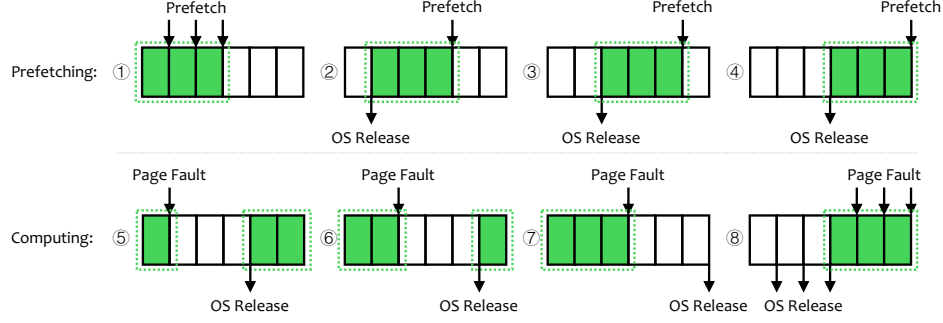 Prefetch Prefetch Prefetch Prefetch
Prefetching: ① ② ③ ④
OS Release OS Release OS Release
Page Fault Page Fault Page Fault Page Fault
Computing: ⑤ ⑥ ⑦ ⑧
OS Release OS Release OS Release OS Release